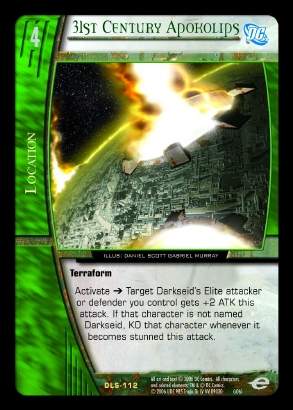 4
31st Century Apokolips
DC
Location
ILLUS: DANIEL SCOTT GABRIEL MURRAY
Terraform
Activate ➔ Target Darkseid's Elite attacker
or defender you control gets +2 ATK this
attack. If that character is not named
Darkseid, KO that character whenever it
becomes stunned this attack.
DLS-112